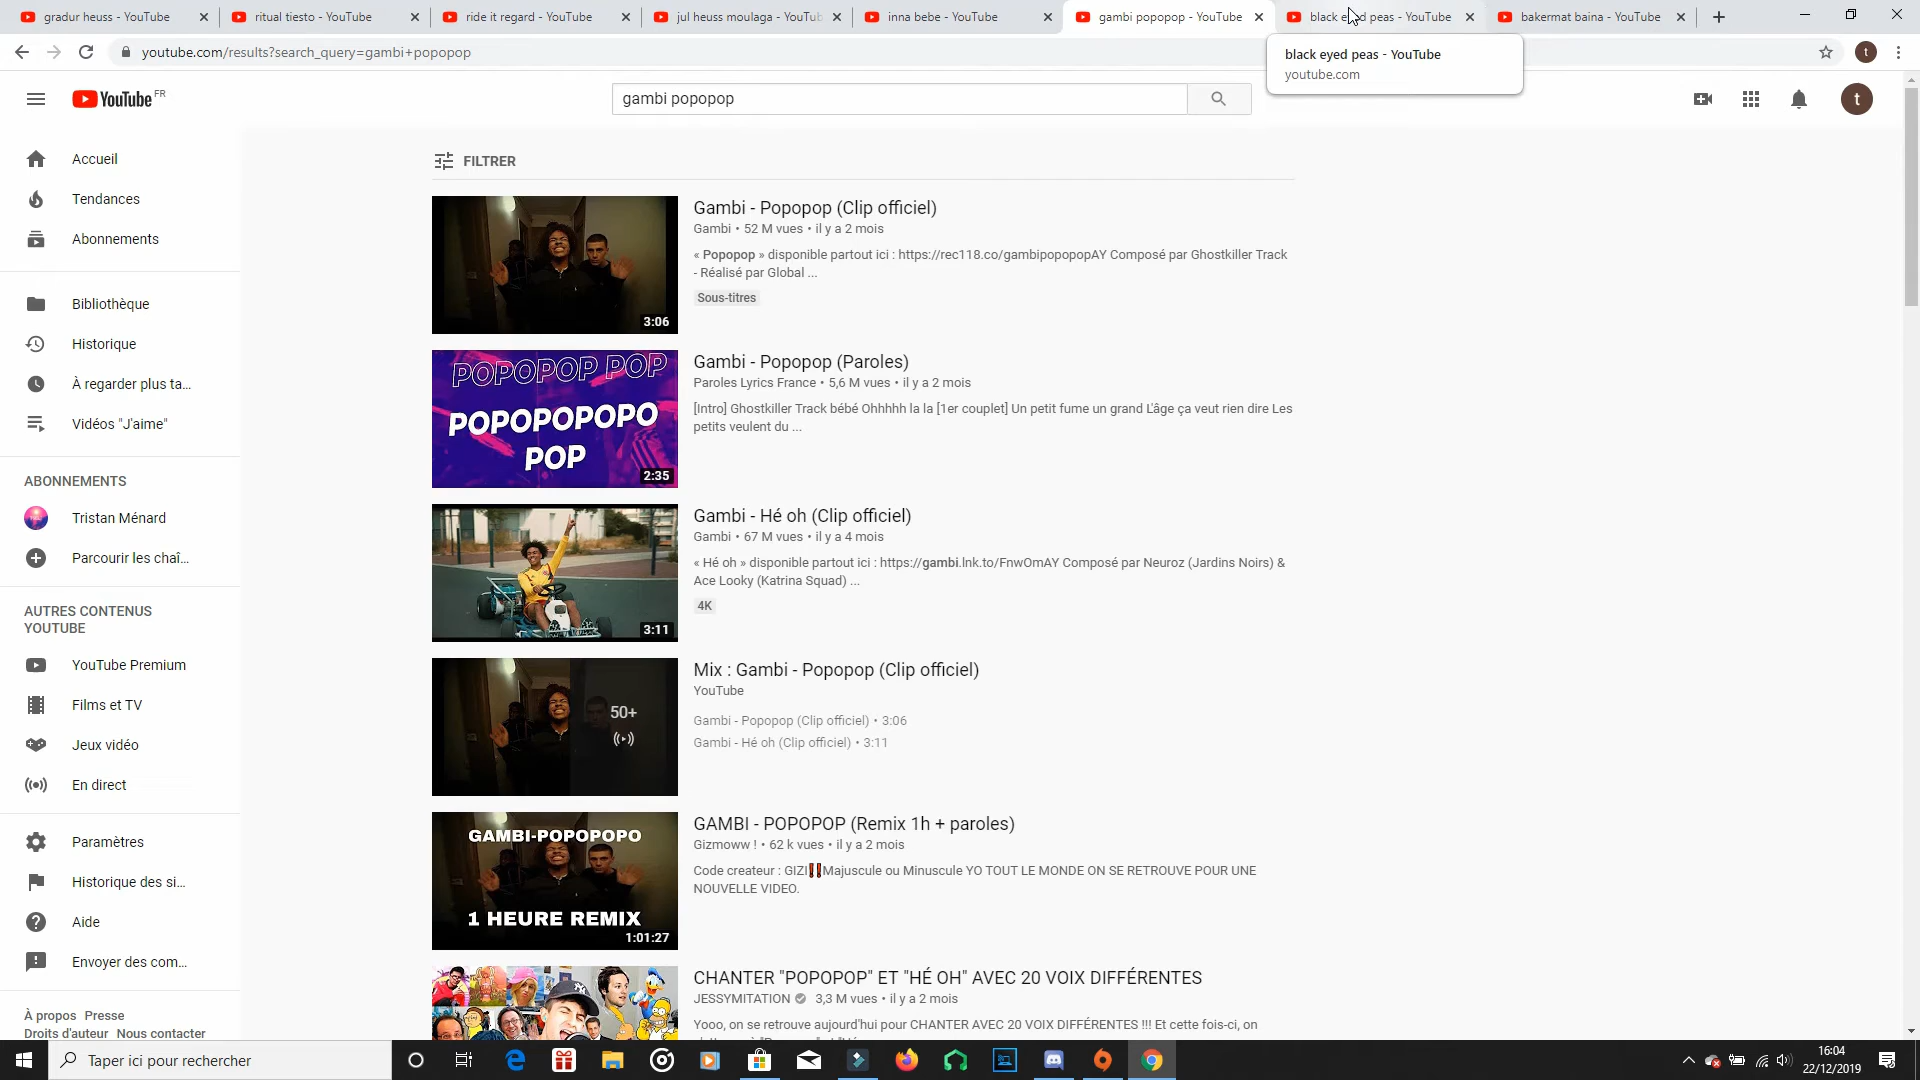 gradur heuss - YouTube
ritual tiesto - YouTube
ride it regard - YouTube
jul heuss moulaga - YouTub
inna bebe - YouTube
gambi popopop - YouTube
black eyed peas - YouTube
bakermat baina - YouTube
youtube.com/results?search_query=gambi+popopop
t
black eyed peas - YouTube
youtube.com
YouTube FR
gambi popopop
t
Accueil
Tendances
Abonnements
Bibliothèque
Historique
À regarder plus ta...
Vidéos "J'aime"
ABONNEMENTS
Tristan Ménard
Parcourir les chaî...
AUTRES CONTENUS
YOUTUBE
YouTube Premium
Films et TV
Jeux vidéo
En direct
Paramètres
Historique des si...
Aide
Envoyer des com...
À propos Presse
Droits d'auteur Nous contacter
FILTRER
3:06
Gambi - Popopop (Clip officiel)
Gambi • 52 M vues • il y a 2 mois
« Popopop » disponible partout ici : https://rec118.co/gambipopopopAY Composé par Ghostkiller Track
- Réalisé par Global ...
Sous-titres
POPOPOP POP
POPOPOPOPO
POP
2:35
Gambi - Popopop (Paroles)
Paroles Lyrics France • 5,6 M vues • il y a 2 mois
[Intro] Ghostkiller Track bébé Ohhhhh la la [1er couplet] Un petit fume un grand L'âge ça veut rien dire Les
petits veulent du ...
3:11
Gambi - Hé oh (Clip officiel)
Gambi • 67 M vues • il y a 4 mois
« Hé oh » disponible partout ici : https://gambi.lnk.to/FnwOmAY Composé par Neuroz (Jardins Noirs) &
Ace Looky (Katrina Squad) ...
4K
50+
Mix : Gambi - Popopop (Clip officiel)
YouTube
Gambi - Popopop (Clip officiel) • 3:06
Gambi - Hé oh (Clip officiel) • 3:11
GAMBI-POPOPOPO
1 HEURE REMIX
1:01:27
GAMBI - POPOPOP (Remix 1h + paroles)
Gizmoww ! • 62 k vues • il y a 2 mois
Code createur : GIZI‼Majuscule ou Minuscule YO TOUT LE MONDE ON SE RETROUVE POUR UNE
NOUVELLE VIDEO.
CHANTER "POPOPOP" ET "HÉ OH" AVEC 20 VOIX DIFFÉRENTES
JESSYMITATION 3,3 M vues • il y a 2 mois
Yooo, on se retrouve aujourd'hui pour CHANTER AVEC 20 VOIX DIFFÉRENTES !!! Et cette fois-ci, on
Taper ici pour rechercher
16:04
22/12/2019